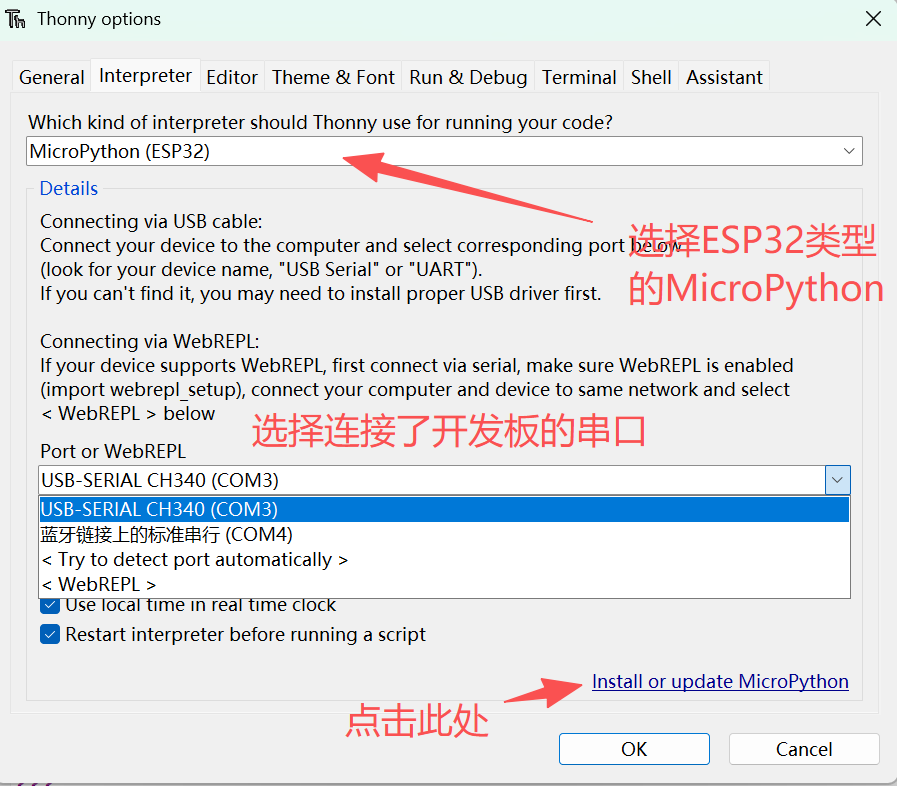 Thonny options
General Interpreter Editor Theme & Font Run & Debug Terminal Shell Assistant
Which kind of interpreter should Thonny use for running your code?
MicroPython (ESP32)
Details
Connecting via USB cable:
Connect your device to the computer and select corresponding port below
(look for your device name, "USB Serial" or "UART").
If you can't find it, you may need to install proper USB driver first.
选择ESP32类型
的MicroPython
Connecting via WebREPL:
If your device supports WebREPL, first connect via serial, make sure WebREPL is enabled
(import webrepl_setup), connect your computer and device to same network and select
< WebREPL > below
选择连接了开发板的串口
Port or WebREPL
USB-SERIAL CH340 (COM3)
USB-SERIAL CH340 (COM3)
蓝牙链接上的标准串行 (COM4)
< Try to detect port automatically >
< WebREPL >
Use local time in real time clock
Restart interpreter before running a script
Install or update MicroPython
点击此处
OK Cancel